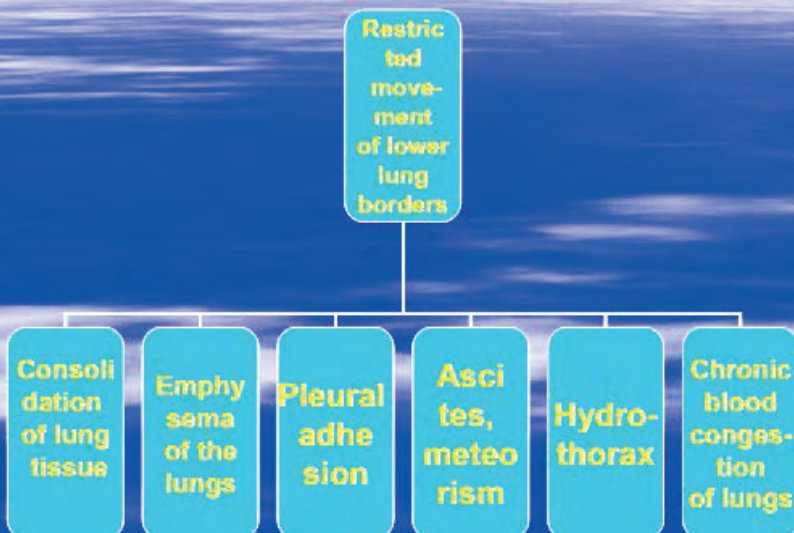 Restric
ted
move-
ment
of lower
lung
borders
Consoli
dation
of lung
tissue
Emphy
sema
of the
lungs
Pleural
adhe
sion
Asci
tes,
meteo
rism
Hydro-
thorax
Chronic
blood
conges-
tion
of lungs